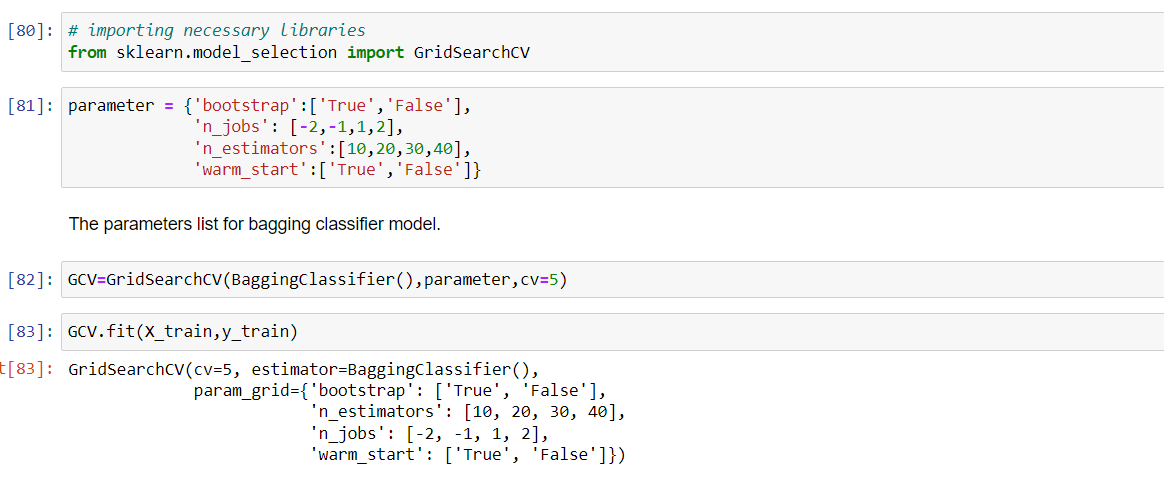 [80]: # importing necessary libraries
from sklearn.model_selection import GridSearchCV
[81]: parameter = {'bootstrap':['True','False'],
'n_jobs': [-2,-1,1,2],
'n_estimators':[10,20,30,40],
'warm_start':['True','False']}
The parameters list for bagging classifier model.
[82]: GCV=GridSearchCV(BaggingClassifier(),parameter,cv=5)
[83]: GCV.fit(X_train,y_train)
t[83]: GridSearchCV(cv=5, estimator=BaggingClassifier(),
param_grid={'bootstrap': ['True', 'False'],
'n_estimators': [10, 20, 30, 40],
'n_jobs': [-2, -1, 1, 2],
'warm_start': ['True', 'False']})